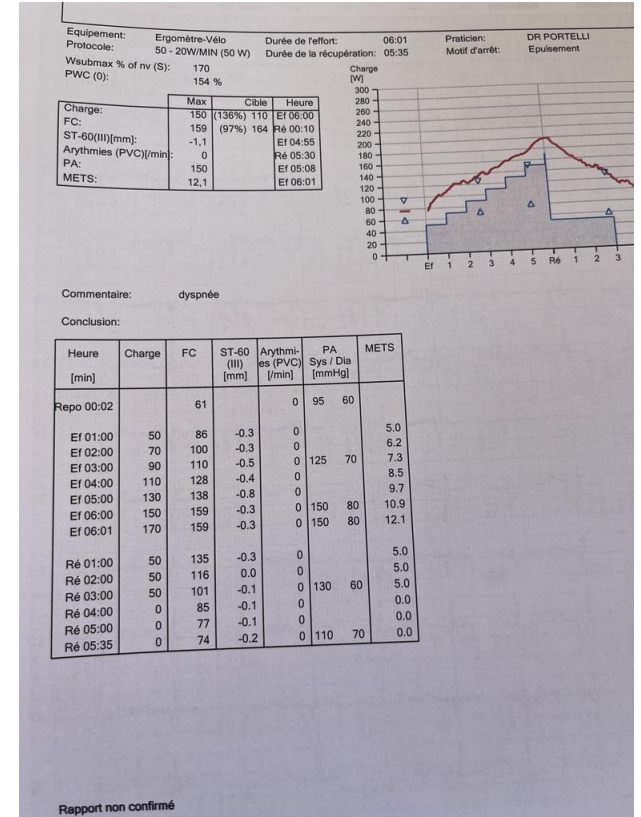 Equipement: Ergomètre-Vélo Durée de l'effort: 06:01 Praticien: DR PORTELLI
Protocole: 50 - 20W/MIN (50 W) Durée de la récupération: 05:35 Motif d'arrêt: Epuisement
Wsubmax % of nv (S): 170
PWC (0): 154 %
Max Cible Heure
Charge: 150 (136%) 110 Ef 06:00
FC: 159 (97%) 164 Ré 00:10
ST-60(III)[mm]: -1,1 Ef 04:55
Arythmies (PVC)[/min]: 0 Ré 05:30
PA: 150 Ef 05:08
METS: 12,1 Ef 06:01
Charge
[W]
300
280
260
240
220
200
180
160
140
120
100
80
60
40
20
0
Ef 1 2 3 4 5 Ré 1 2 3
Commentaire: dyspnée
Conclusion:
Heure Charge FC ST-60 Arythmi- PA METS
(III) es (PVC) Sys / Dia
[min] [mm] [/min] [mmHg]
Repo 00:02 61 0 95 60
Ef 01:00 50 86 -0.3 0 5.0
Ef 02:00 70 100 -0.3 0 6.2
Ef 03:00 90 110 -0.5 0 125 70 7.3
Ef 04:00 110 128 -0.4 0 8.5
Ef 05:00 130 138 -0.8 0 9.7
Ef 06:00 150 159 -0.3 0 150 80 10.9
Ef 06:01 170 159 -0.3 0 150 80 12.1
Ré 01:00 50 135 -0.3 0 5.0
Ré 02:00 50 116 0.0 0 5.0
Ré 03:00 50 101 -0.1 0 130 60 5.0
Ré 04:00 0 85 -0.1 0 0.0
Ré 05:00 0 77 -0.1 0 0.0
Ré 05:35 0 74 -0.2 0 110 70 0.0
Rapport non confirmé